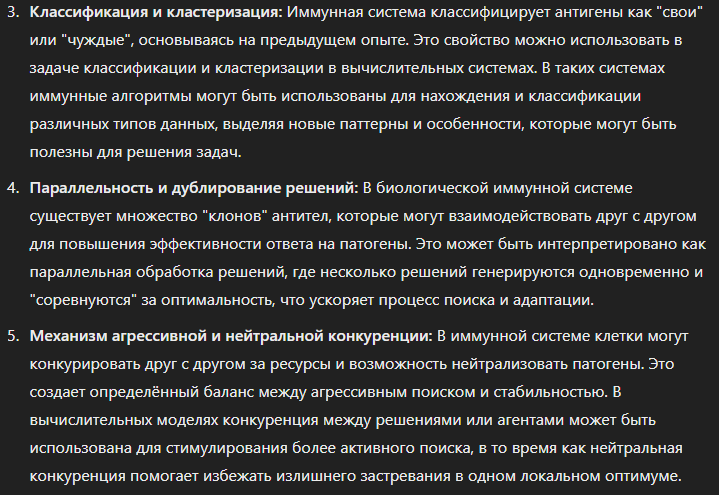 3. Классификация и кластеризация: Иммунная система классифицирует антигены как "свои"
или "чуждые", основываясь на предыдущем опыте. Это свойство можно использовать в
задаче классификации и кластеризации в вычислительных системах. В таких системах
иммунные алгоритмы могут быть использованы для нахождения и классификации
различных типов данных, выделяя новые паттерны и особенности, которые могут быть
полезны для решения задач.
4. Параллельность и дублирование решений: В биологической иммунной системе
существует множество "клонов" антител, которые могут взаимодействовать друг с другом
для повышения эффективности ответа на патогены. Это может быть интерпретировано как
параллельная обработка решений, где несколько решений генерируются одновременно и
"соревнуются" за оптимальность, что ускоряет процесс поиска и адаптации.
5. Механизм агрессивной и нейтральной конкуренции: В иммунной системе клетки могут
конкурировать друг с другом за ресурсы и возможность нейтрализовать патогены. Это
создает определённый баланс между агрессивным поиском и стабильностью. В
вычислительных моделях конкуренция между решениями или агентами может быть
использована для стимулирования более активного поиска, в то время как нейтральная
конкуренция помогает избежать излишнего застревания в одном локальном оптимуме.